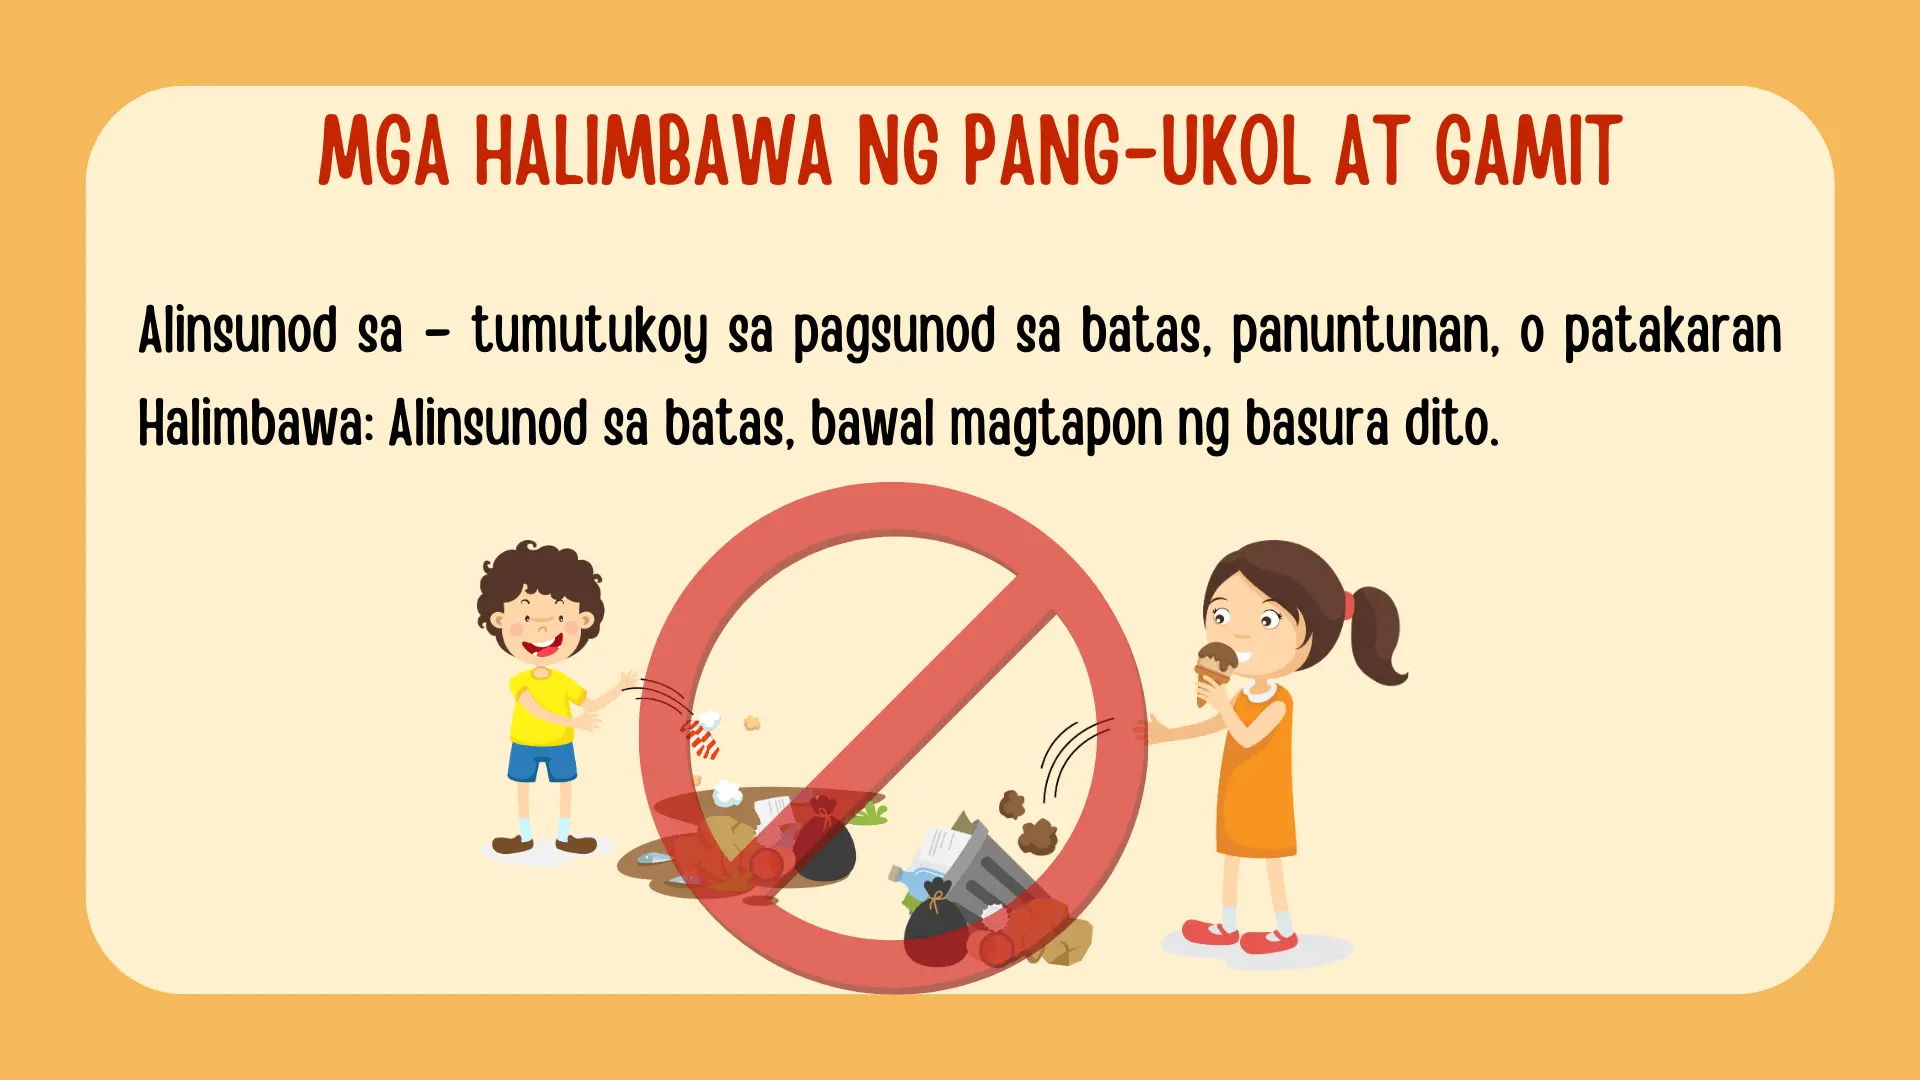 MGA HALIMBAWA NG PANG-UKOL AT GAMIT
Alinsunod sa – tumutukoy sa pagsunod sa batas, panuntunan, o patakaran
Halimbawa: Alinsunod sa batas, bawal magtapon ng basura dito.